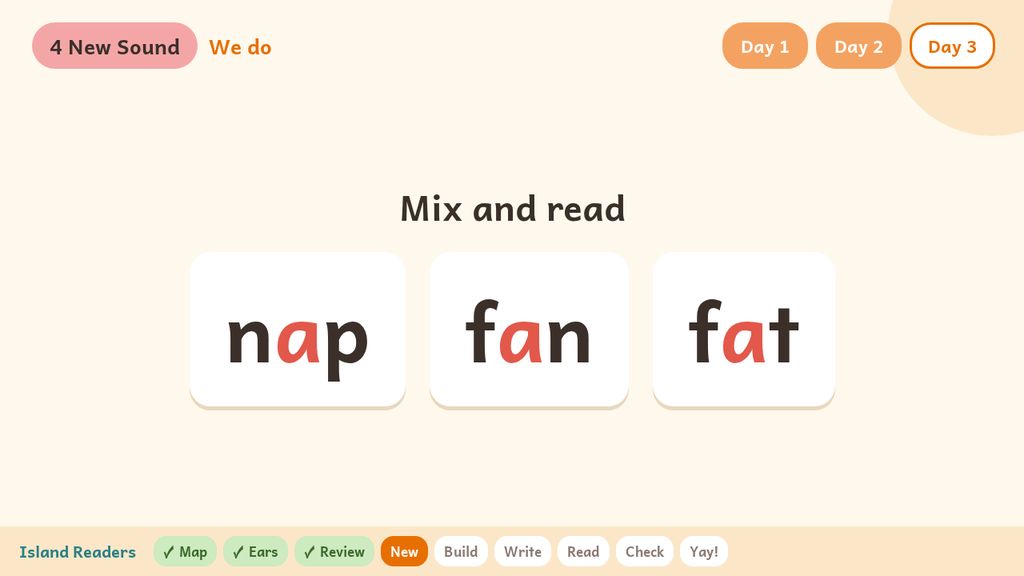 4 New Sound We do Day 1 Day 2 Day 3
Mix and read
nap fan fat
Island Readers ✓ Map ✓ Ears ✓ Review New Build Write Read Check Yay!